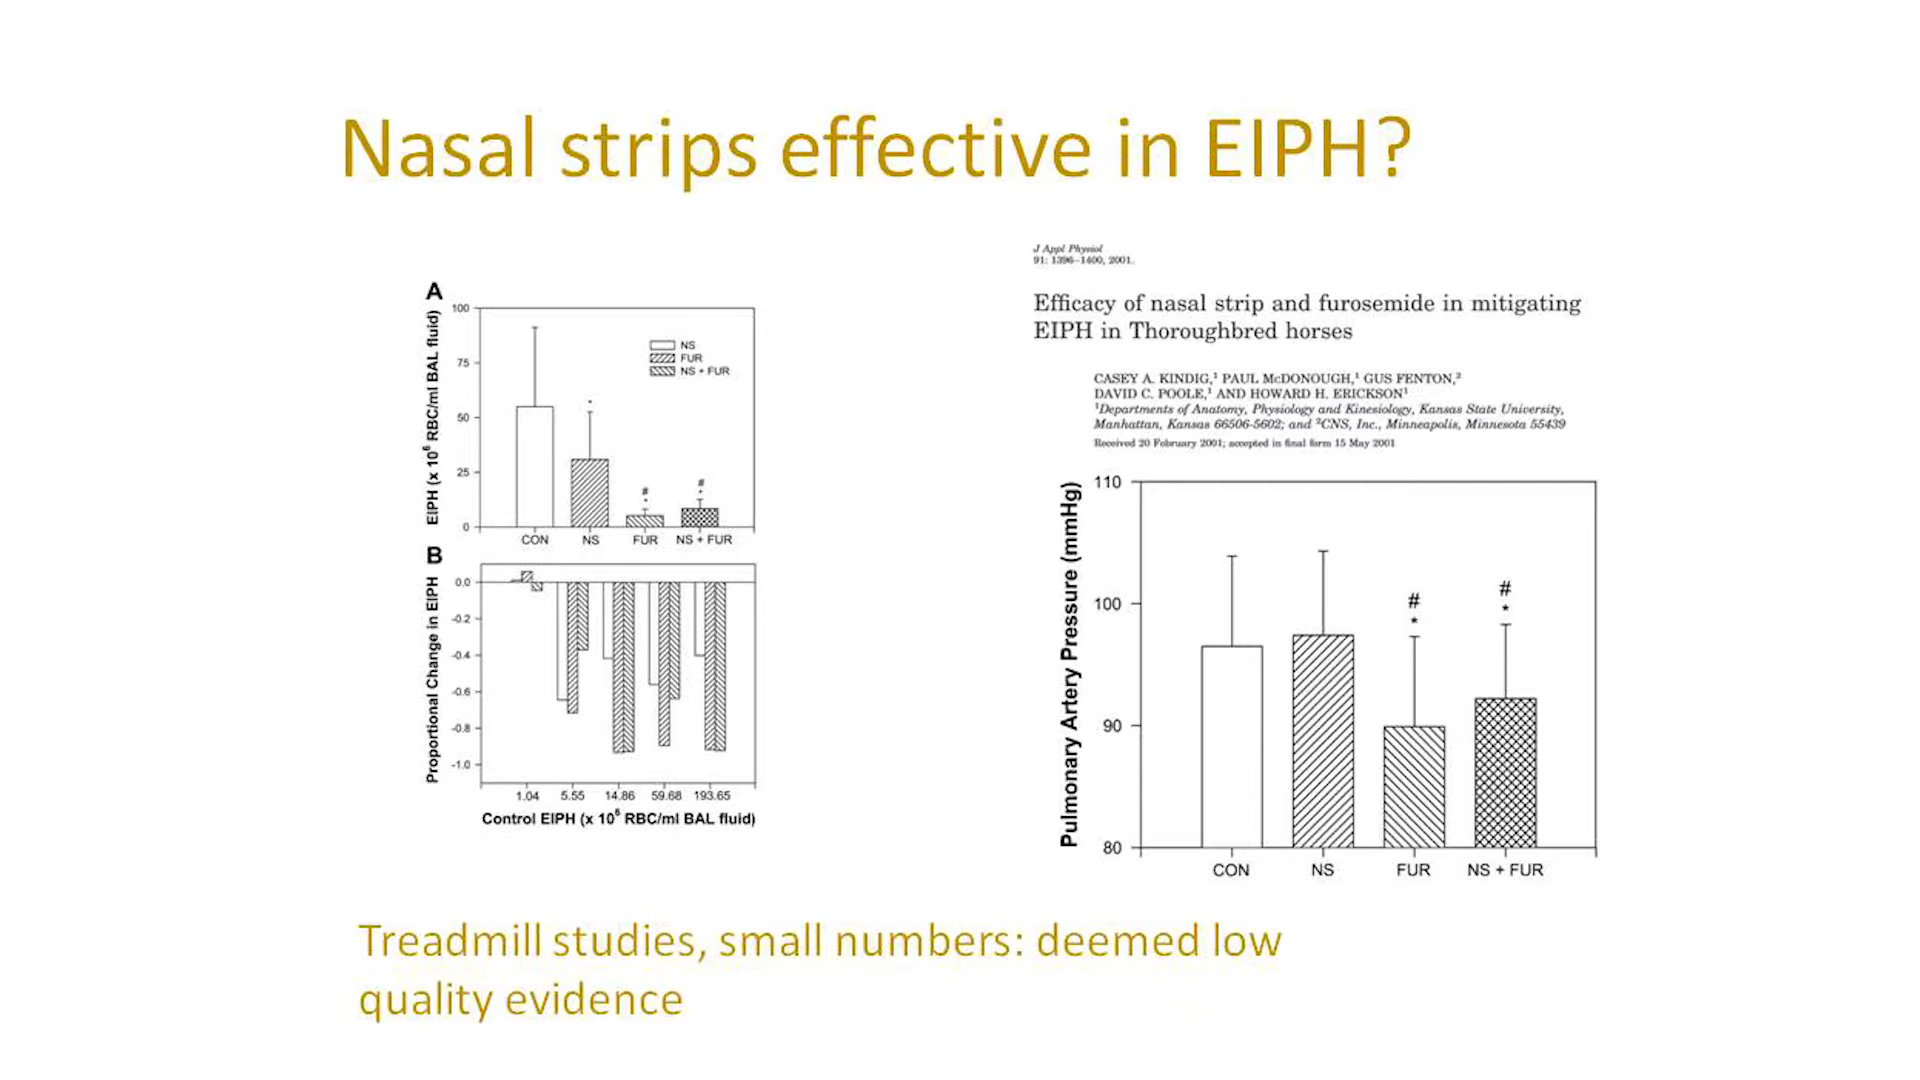 Nasal strips effective in EIPH?
J Appl Physiol
91: 1396–1400, 2001.
Efficacy of nasal strip and furosemide in mitigating
EIPH in Thoroughbred horses
CASEY A. KINDIG,¹ PAUL McDONOUGH,¹ GUS FENTON,²
DAVID C. POOLE,¹ AND HOWARD H. ERICKSON¹
¹Departments of Anatomy, Physiology and Kinesiology, Kansas State University,
Manhattan, Kansas 66506-5602; and ²CNS, Inc., Minneapolis, Minnesota 55439
Received 20 February 2001; accepted in final form 15 May 2001
A
EIPH (x 10⁶ RBC/ml BAL fluid)
100
75
50
25
0
NS
FUR
NS + FUR
*
#
*
#
*
CON NS FUR NS + FUR
B
Proportional Change in EIPH
0.0
-0.2
-0.4
-0.6
-0.8
-1.0
1.04 5.55 14.86 59.68 193.65
Control EIPH (x 10⁶ RBC/ml BAL fluid)
Pulmonary Artery Pressure (mmHg)
110
100
90
80
#
*
#
*
CON NS FUR NS + FUR
Treadmill studies, small numbers: deemed low
quality evidence